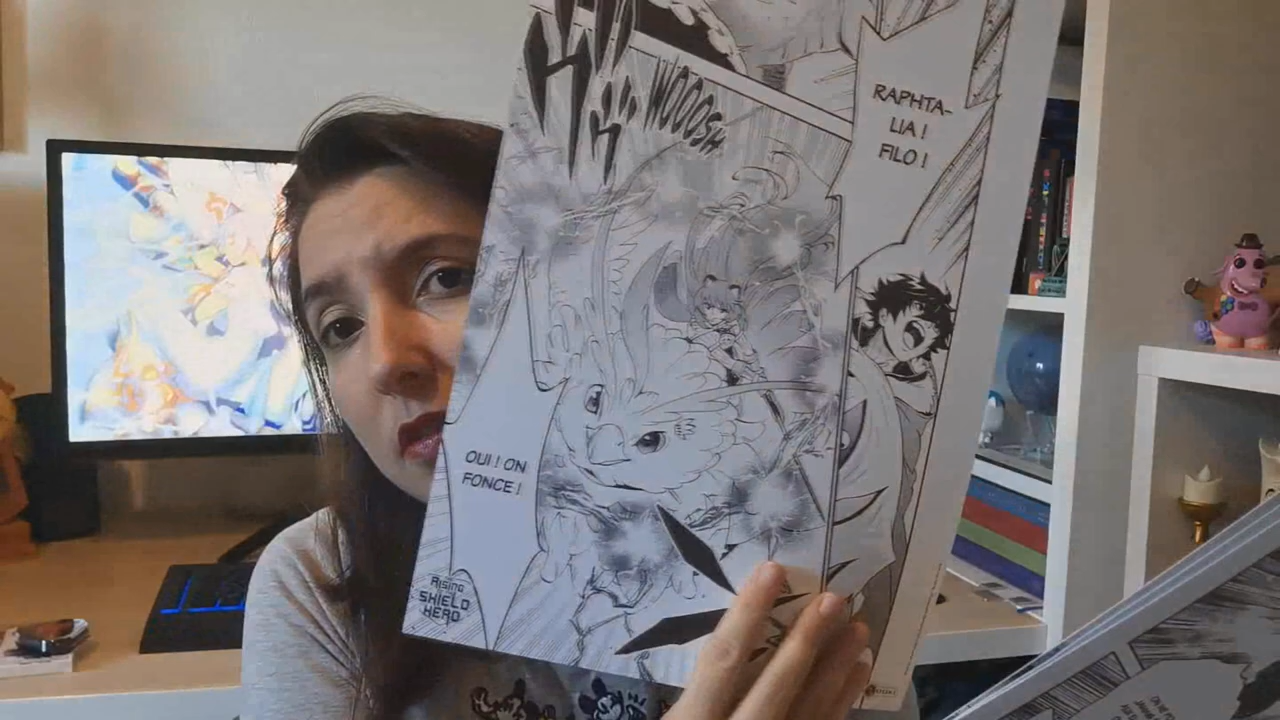 RAPHTA-
LIA !
FILO !
WOOOSH
OUI ! ON
FONCE !
RISING
SHIELD
HERO